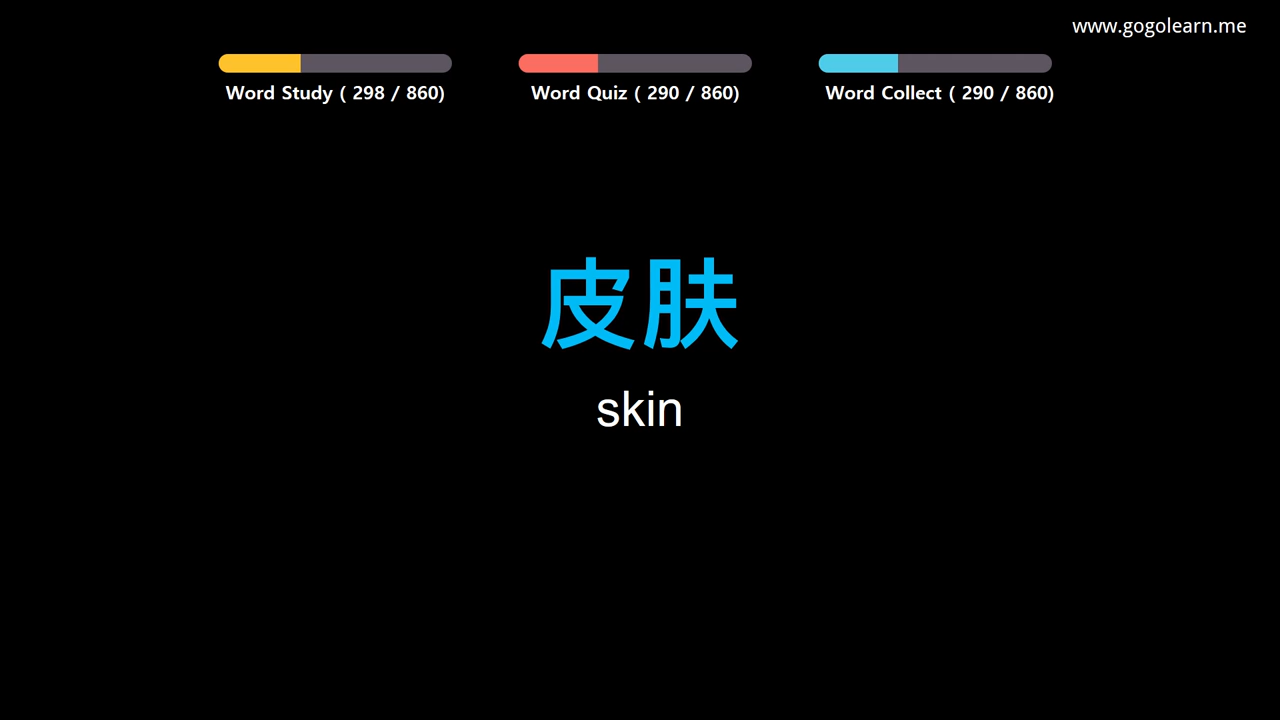 www.gogolearn.me
Word Study ( 298 / 860)
Word Quiz ( 290 / 860)
Word Collect ( 290 / 860)
皮肤
skin